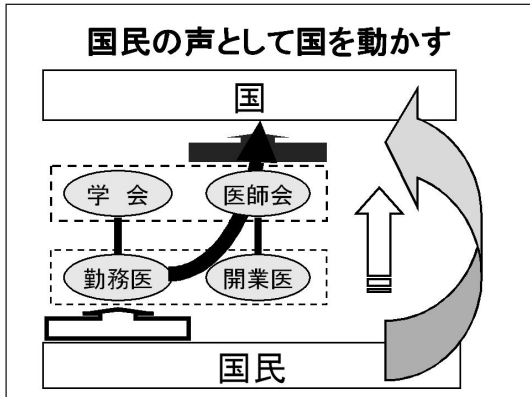 国民の声として国を動かす
国
学 会 医師会
勤務医 開業医
国民